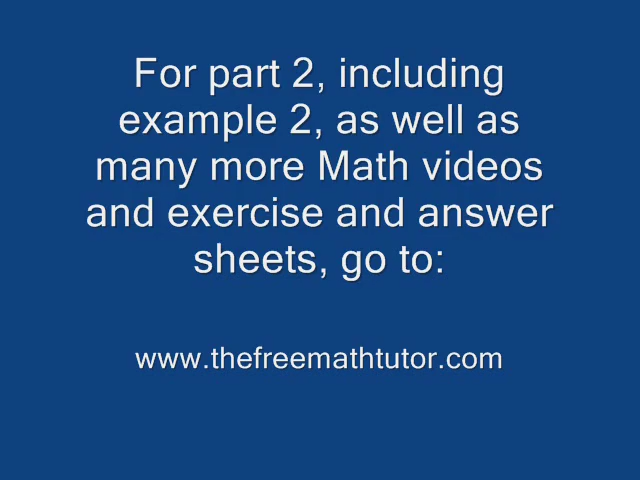 For part 2, including
example 2, as well as
many more Math videos
and exercise and answer
sheets, go to:
www.thefreemathtutor.com